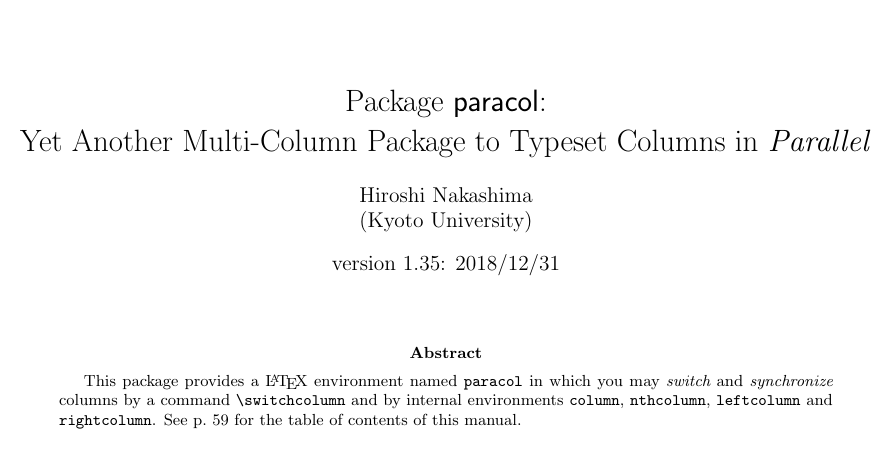 Package paracol:
Yet Another Multi-Column Package to Typeset Columns in Parallel
Hiroshi Nakashima
(Kyoto University)
version 1.35: 2018/12/31
Abstract
This package provides a LATEX environment named paracol in which you may switch and synchronize
columns by a command \switchcolumn and by internal environments column, nthcolumn, leftcolumn and
rightcolumn. See p. 59 for the table of contents of this manual.